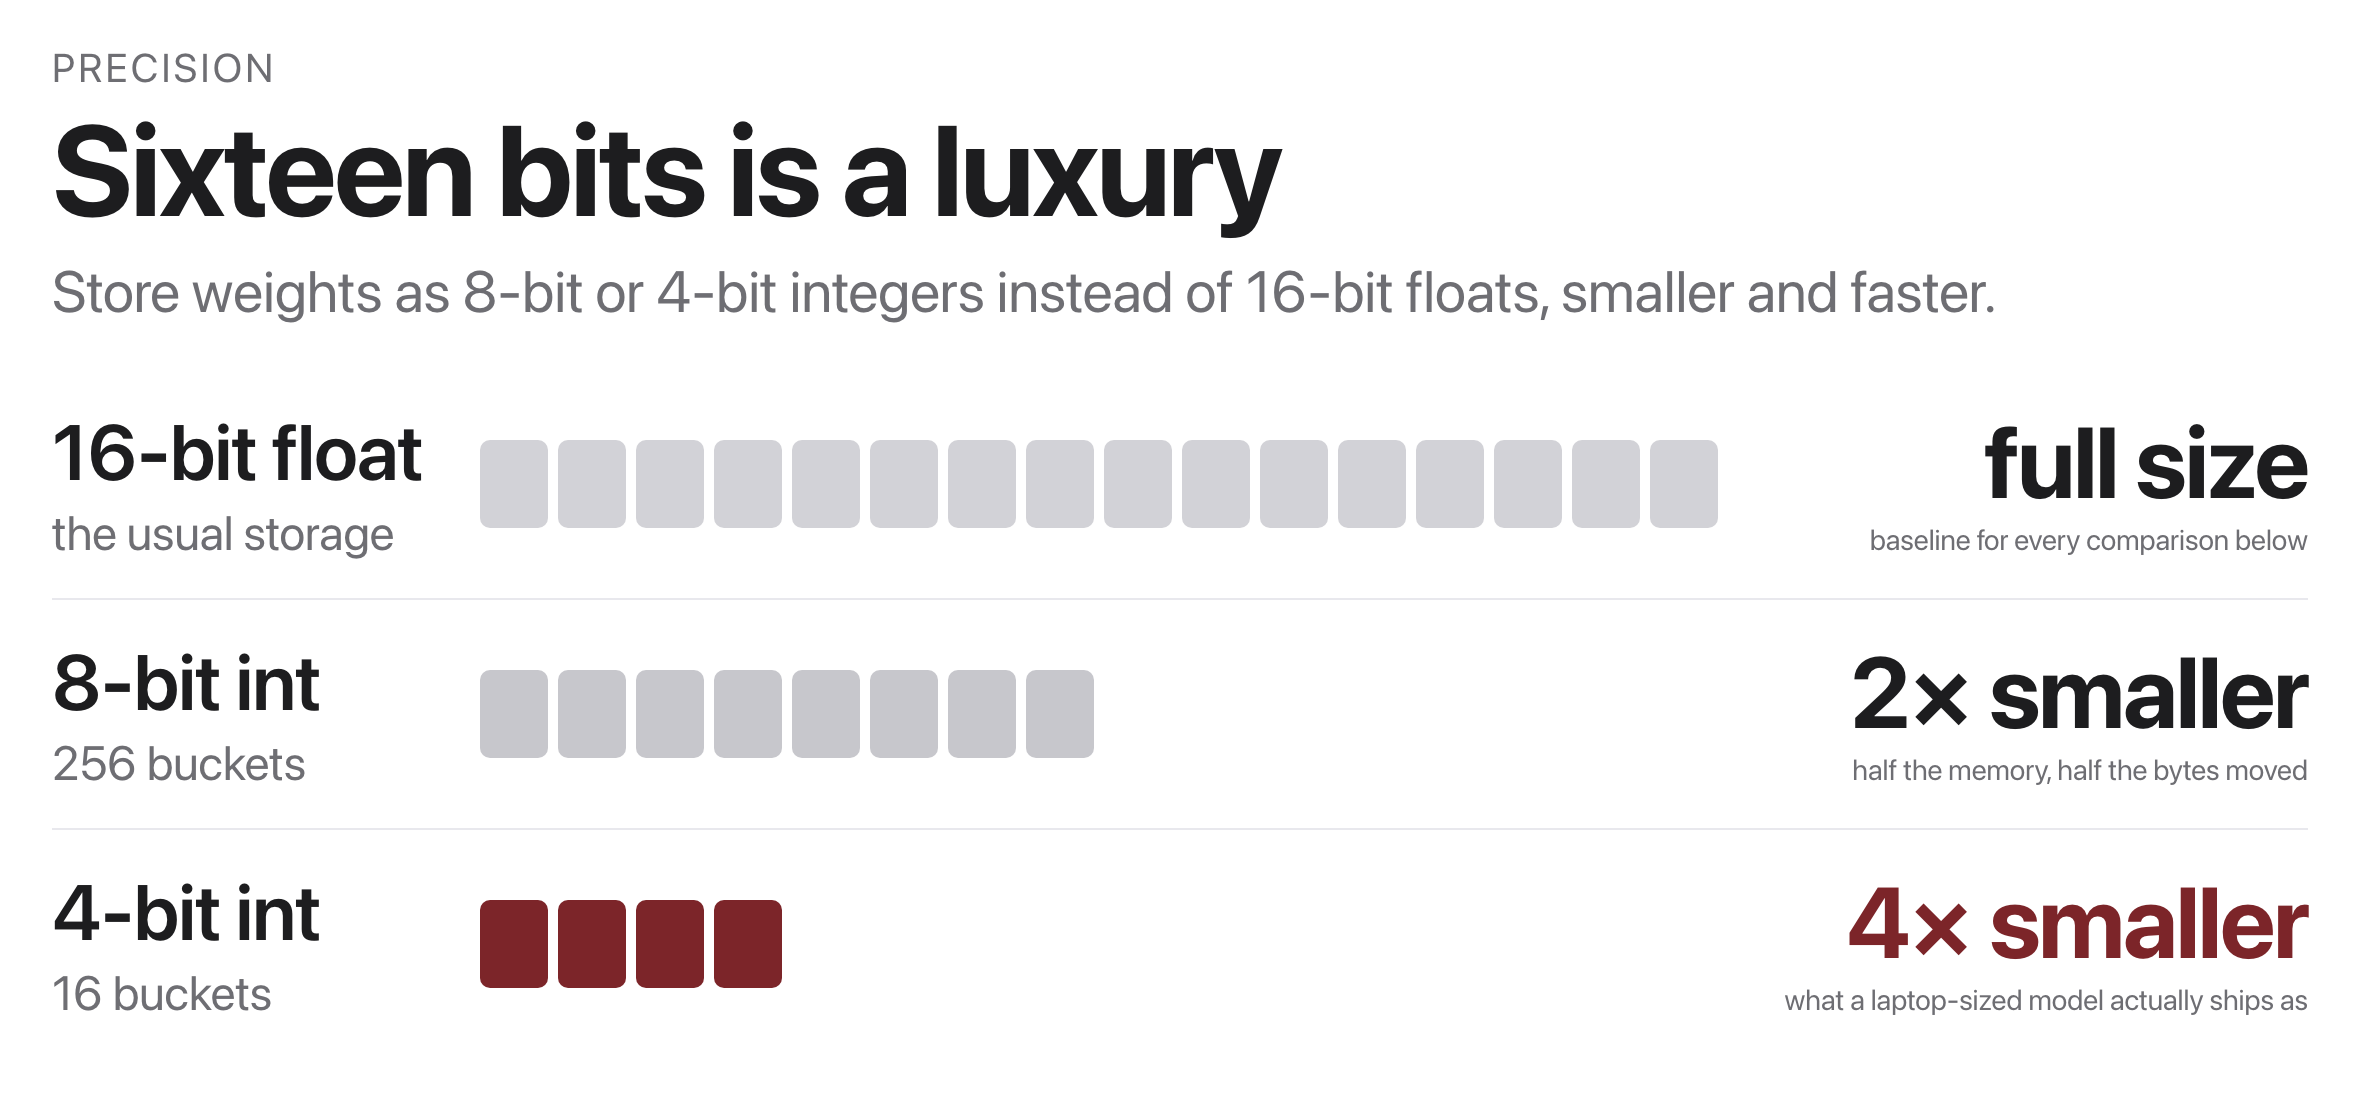 PRECISION
Sixteen bits is a luxury
Store weights as 8-bit or 4-bit integers instead of 16-bit floats, smaller and faster.
16-bit float
the usual storage
full size
baseline for every comparison below
8-bit int
256 buckets
2× smaller
half the memory, half the bytes moved
4-bit int
16 buckets
4× smaller
what a laptop-sized model actually ships as